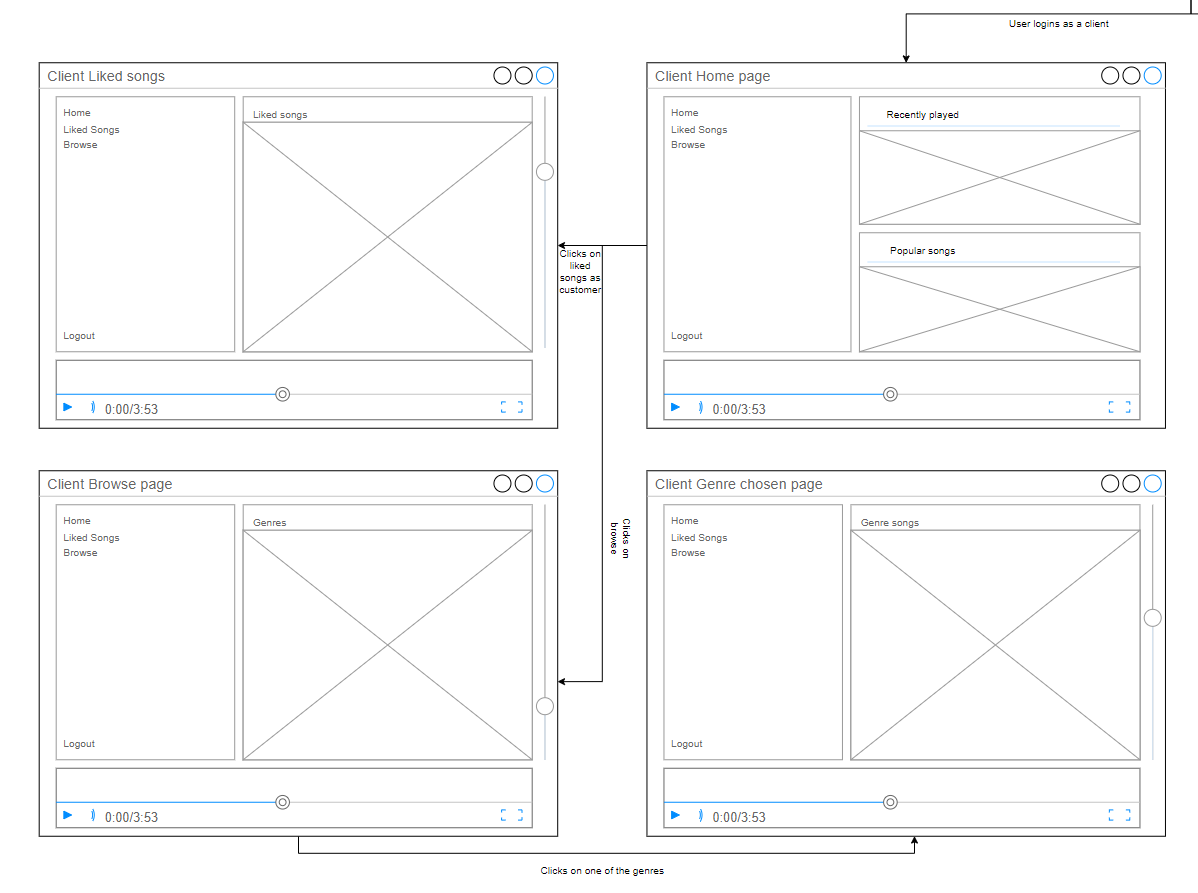 User logins as a client
Client Liked songs
Home
Liked Songs
Browse
Logout
Liked songs
0:00/3:53
Client Home page
Home
Liked Songs
Browse
Logout
Recently played
Popular songs
0:00/3:53
Clicks on
liked
songs as
customer
Clicks on
browse
Client Browse page
Home
Liked Songs
Browse
Logout
Genres
0:00/3:53
Client Genre chosen page
Home
Liked Songs
Browse
Logout
Genre songs
0:00/3:53
Clicks on one of the genres